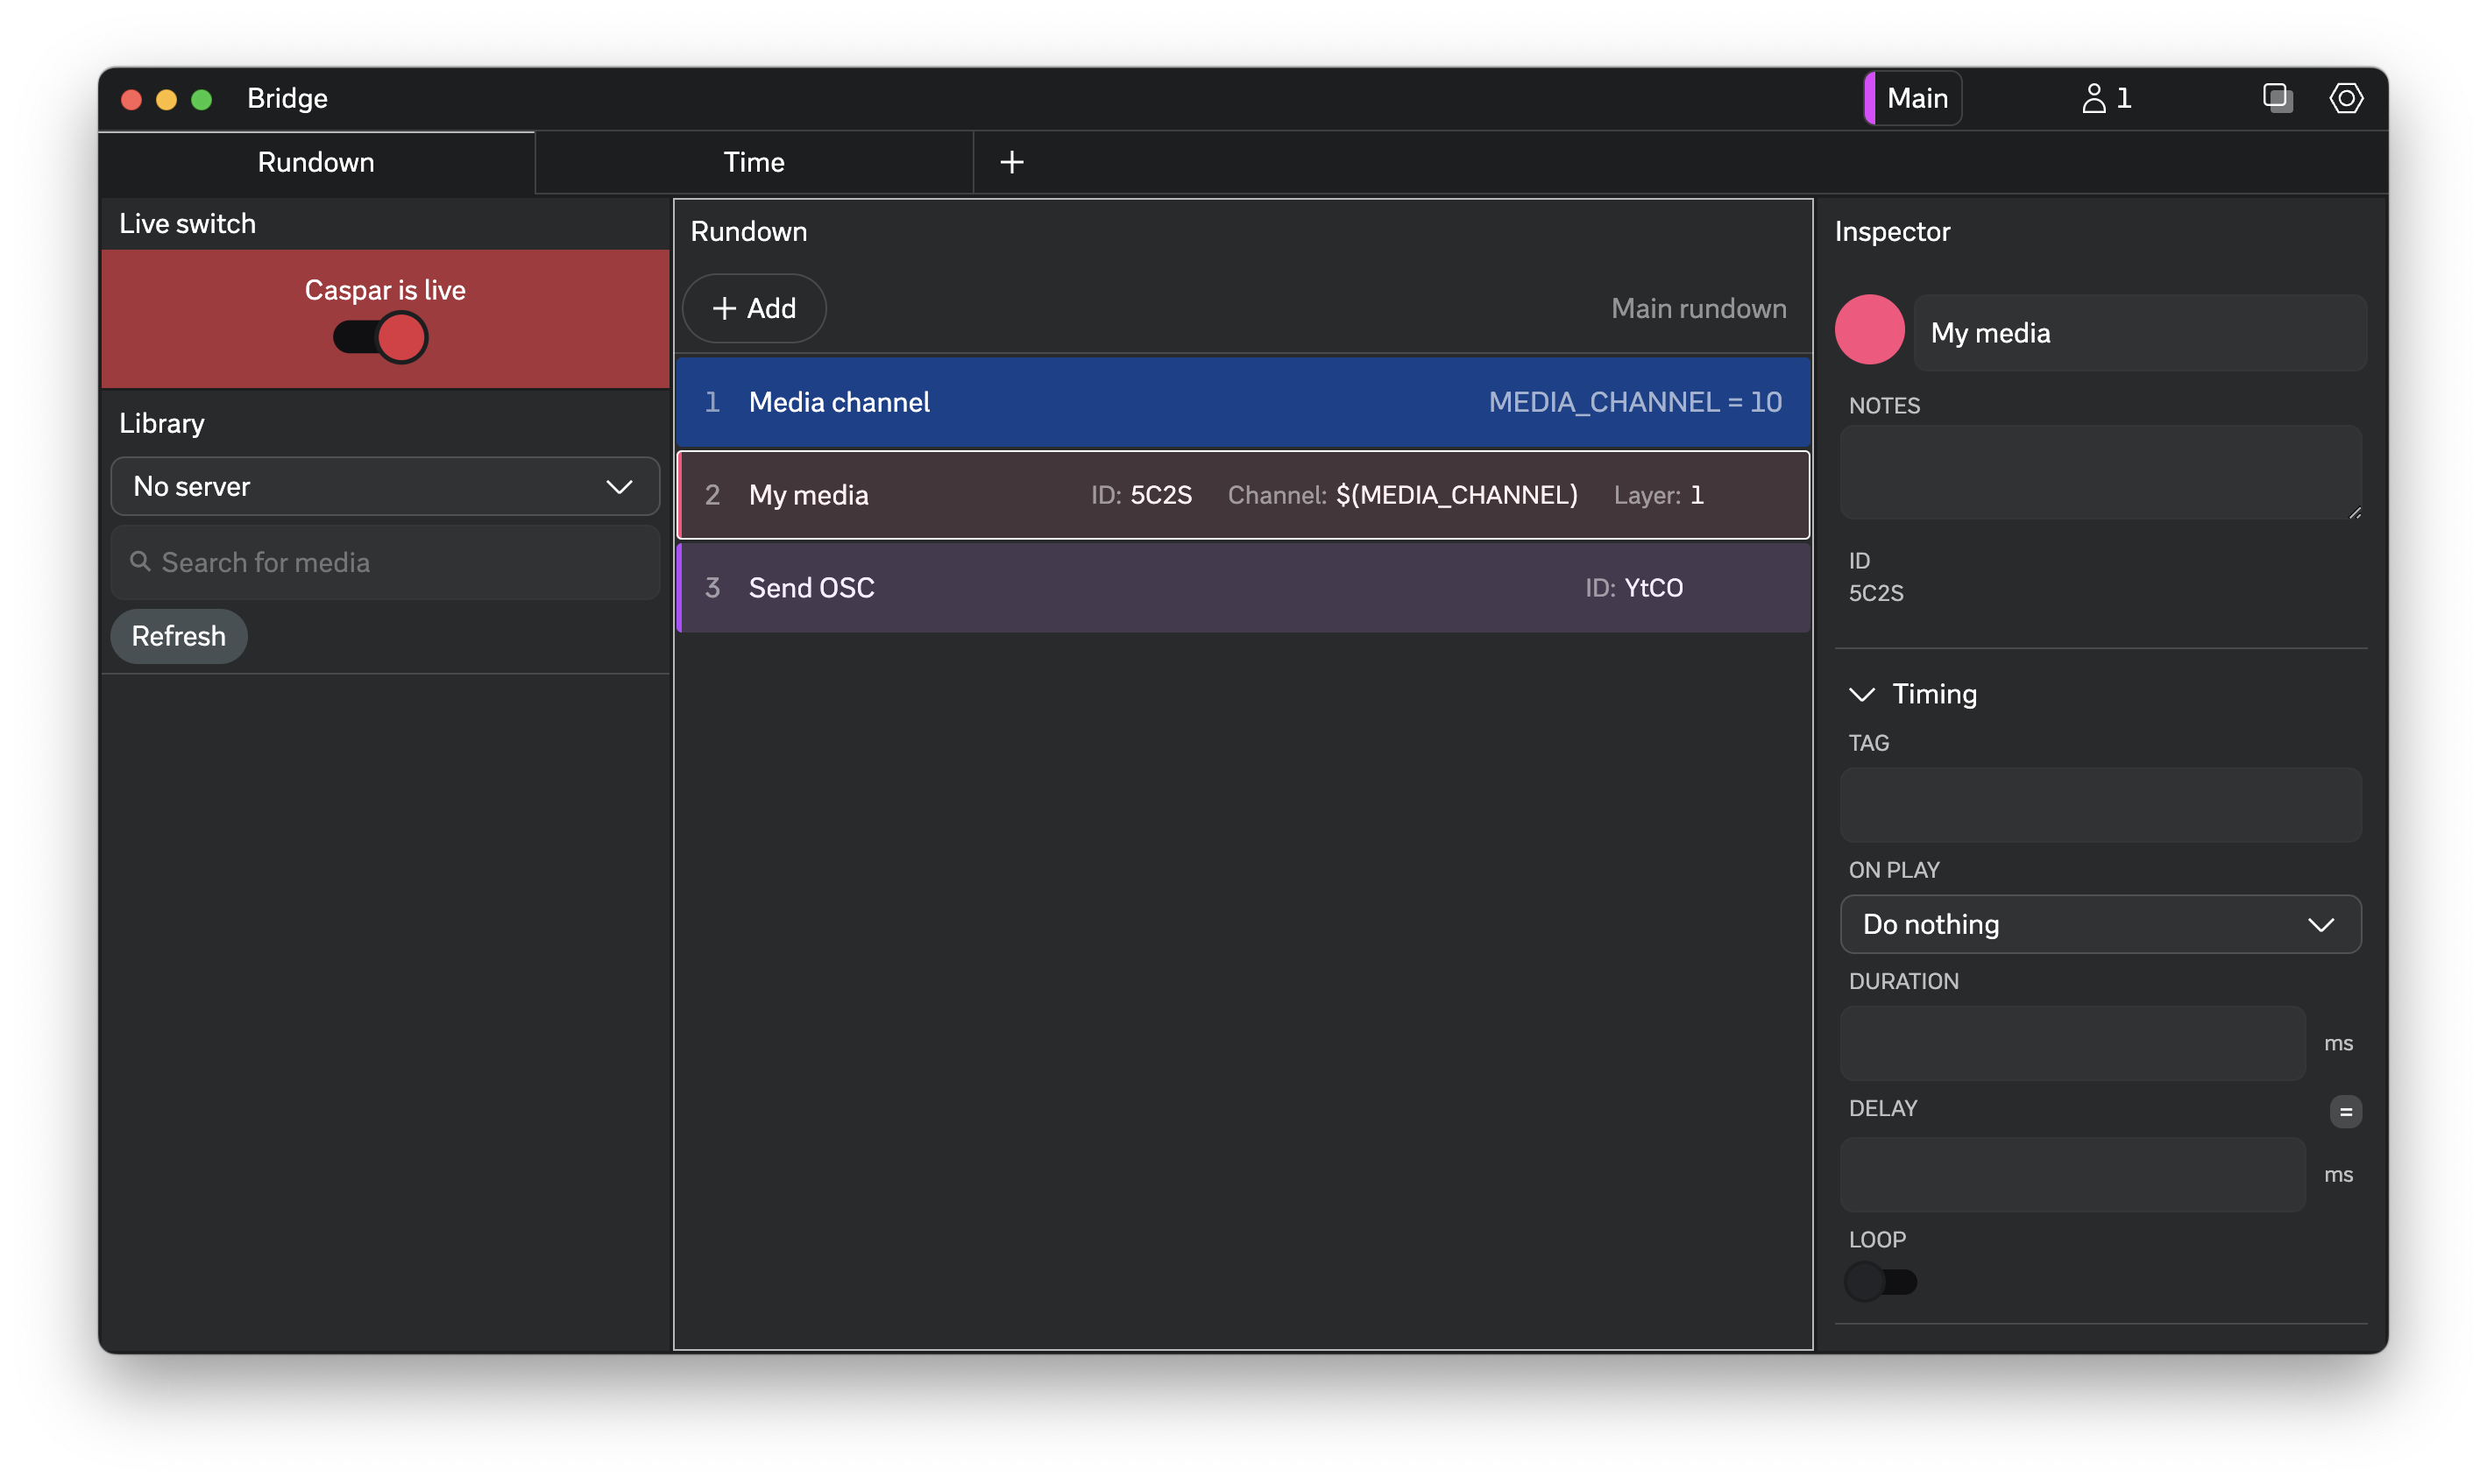 Bridge
Main
1
Rundown
Time
Live switch
Caspar is live
Library
No server
Search for media
Refresh
Rundown
Add
Main rundown
1 Media channel MEDIA_CHANNEL = 10
2 My media ID: 5C2S Channel: $(MEDIA_CHANNEL) Layer: 1
3 Send OSC ID: YtCO
Inspector
My media
NOTES
ID
5C2S
Timing
TAG
ON PLAY
Do nothing
DURATION
ms
DELAY
=
ms
LOOP